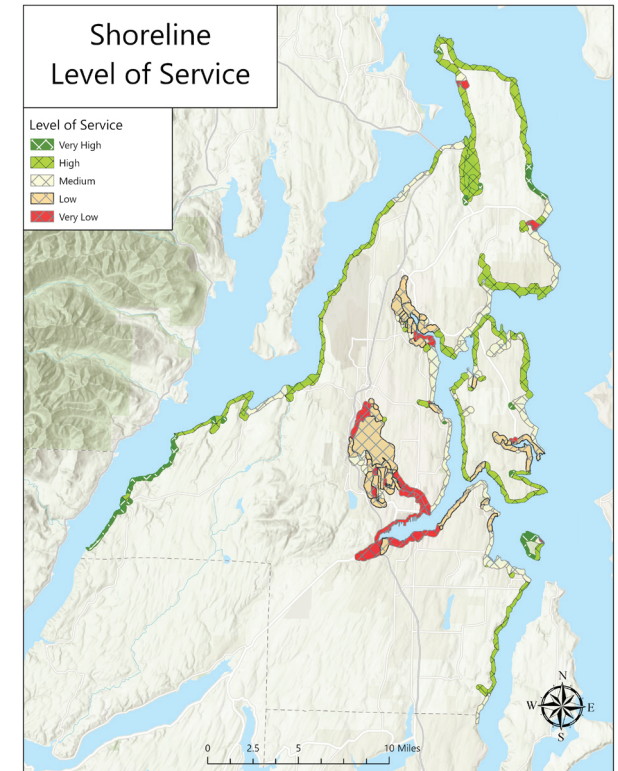 Shoreline
Level of Service
Level of Service
Very High
High
Medium
Low
Very Low
N
W E
S
0 2.5 5 10 Miles